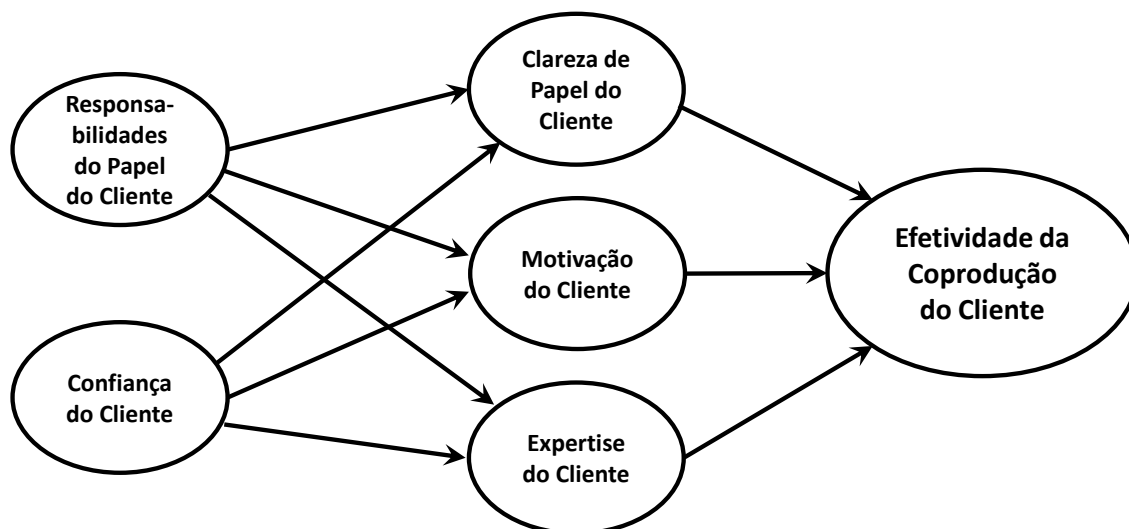 Responsa-
bilidades
do Papel
do Cliente
Clareza de
Papel do
Cliente
Motivação
do Cliente
Efetividade da
Coprodução
do Cliente
Confiança
do Cliente
Expertise
do Cliente